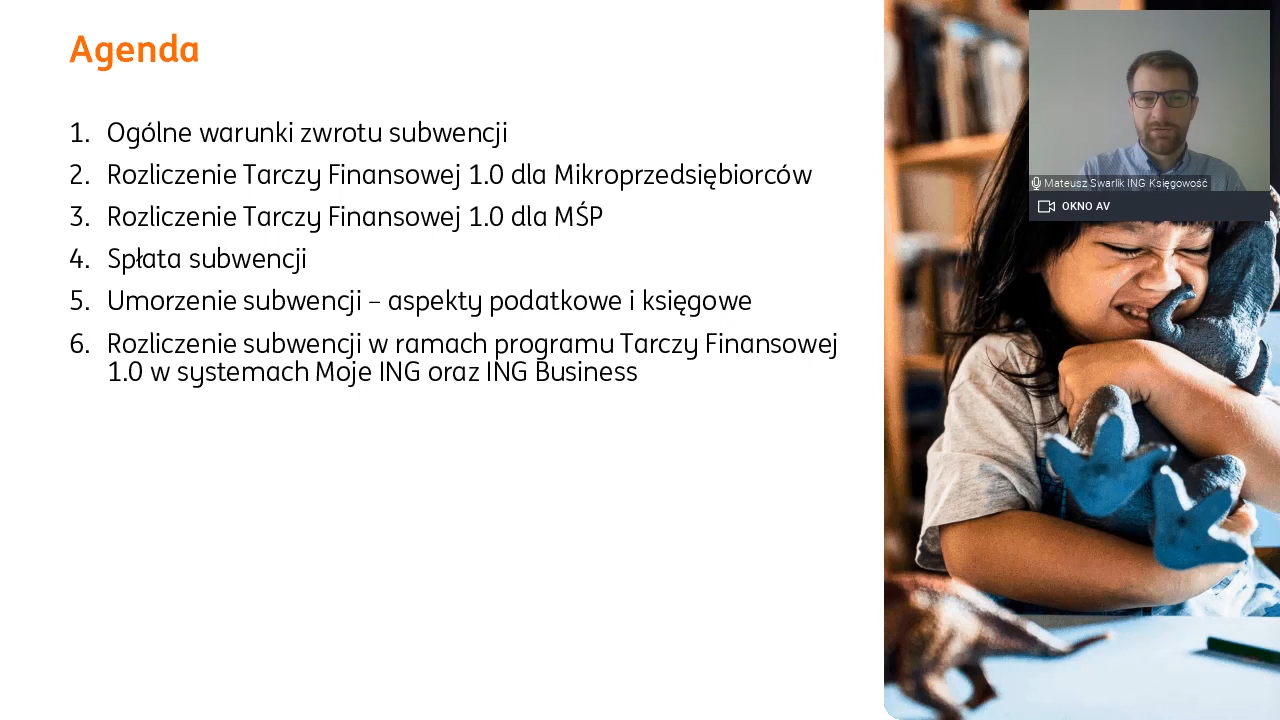 Agenda
1. Ogólne warunki zwrotu subwencji
2. Rozliczenie Tarczy Finansowej 1.0 dla Mikroprzedsiębiorców
3. Rozliczenie Tarczy Finansowej 1.0 dla MŚP
4. Spłata subwencji
5. Umorzenie subwencji – aspekty podatkowe i księgowe
6. Rozliczenie subwencji w ramach programu Tarczy Finansowej
1.0 w systemach Moje ING oraz ING Business
Mateusz Swarlik ING Księgowość
OKNO AV